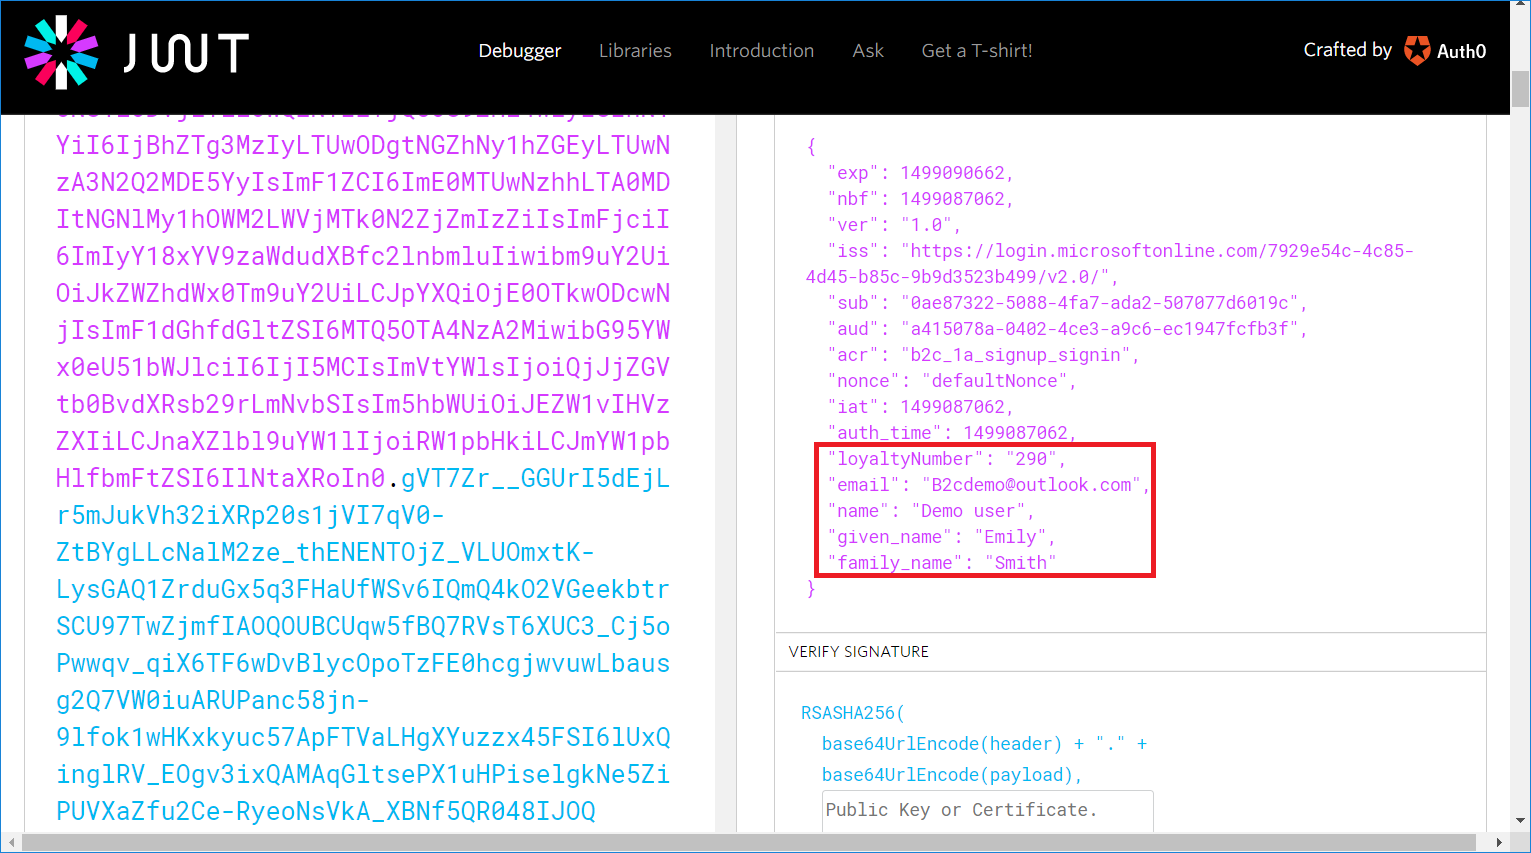 JWT
Debugger
Libraries
Introduction
Ask
Get a T-shirt!
Crafted by
Auth0
YiI6IjBhZTg3MzIyLTUwODgtNGZhNy1hZGEyLTUwN
zA3N2Q2MDE5YyIsImF1ZCI6ImE0MTUwNzhhLTA0MD
ItNGNlMy1hOWM2LWVjMTk0N2ZjZmIzZiIsImFjciI
6ImIyY18xYV9zaWdudXBfc2lnbmluIiwibm9uY2Ui
OiJkZWZhdWx0Tm9uY2UiLCJpYXQiOjE0OTkwODcwN
jIsImF1dGhfdGltZSI6MTQ5OTA4NzA2MiwibG95YW
x0eU51bWJlciI6IjI5MCIsImVtYWlsIjoiQjJjZGV
tb0BvdXRsb29rLmNvbSIsIm5hbWUiOiJEZW1vIHVz
ZXIiLCJnaXZlbl9uYW1lIjoiRW1pbHkiLCJmYW1pb
HlfbmFtZSI6IlNtaXRoIn0.gVT7Zr__GGUrI5dEjL
r5mJukVh32iXRp20s1jVI7qV0-
ZtBYgLLcNalM2ze_thENENTOjZ_VLUOmxtK-
LysGAQ1ZrduGx5q3FHaUfWSv6IQmQ4kO2VGeekbtr
SCU97TwZjmfIAOQOUBCUqw5fBQ7RVsT6XUC3_Cj5o
Pwwqv_qiX6TF6wDvBlycOpoTzFE0hcgjwvuwLbaus
g2Q7VW0iuARUPanc58jn-
9lfok1wHKxkyuc57ApFTVaLHgXYuzzx45FSI6lUxQ
inglRV_EOgv3ixQAMAqGltsePX1uHPiselgkNe5Zi
PUVXaZfu2Ce-RyeoNsVkA_XBNf5QR048IJOQ
{
"exp": 1499090662,
"nbf": 1499087062,
"ver": "1.0",
"iss": "https://login.microsoftonline.com/7929e54c-4c85-
4d45-b85c-9b9d3523b499/v2.0/",
"sub": "0ae87322-5088-4fa7-ada2-507077d6019c",
"aud": "a415078a-0402-4ce3-a9c6-ec1947fcfb3f",
"acr": "b2c_1a_signup_signin",
"nonce": "defaultNonce",
"iat": 1499087062,
"auth_time": 1499087062,
"loyaltyNumber": "290",
"email": "B2cdemo@outlook.com",
"name": "Demo user",
"given_name": "Emily",
"family_name": "Smith"
}
VERIFY SIGNATURE
RSASHA256(
base64UrlEncode(header) + "." +
base64UrlEncode(payload),
Public Key or Certificate.